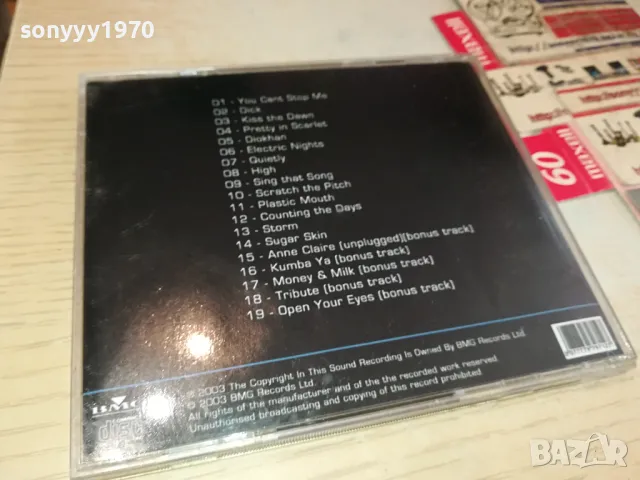 sonyyy1970
01 - You Cant Stop Me
02 - Dick
03 - Kiss the Dawn
04 - Pretty in Scarlet
05 - Diokhan
06 - Electric Nights
07 - Quietly
08 - High
09 - Sing that Song
10 - Scratch the Pitch
11 - Plastic Mouth
12 - Counting the Days
13 - Storm
14 - Sugar Skin
15 - Anne Claire (unplugged)(bonus track)
16 - Kumba Ya (bonus track)
17 - Money & Milk (bonus track)
18 - Tribute (bonus track)
19 - Open Your Eyes (bonus track)
℗ 2003 The Copyright In This Sound Recording Is Owned By BMG Records Ltd.
© 2003 BMG Records Ltd.
All rights of the manufacturer and of the recorded work reserved.
Unauthorised broadcasting and copying of this record prohibited.
BMG
disc
maxell
60
maxell
BAZAR
bg